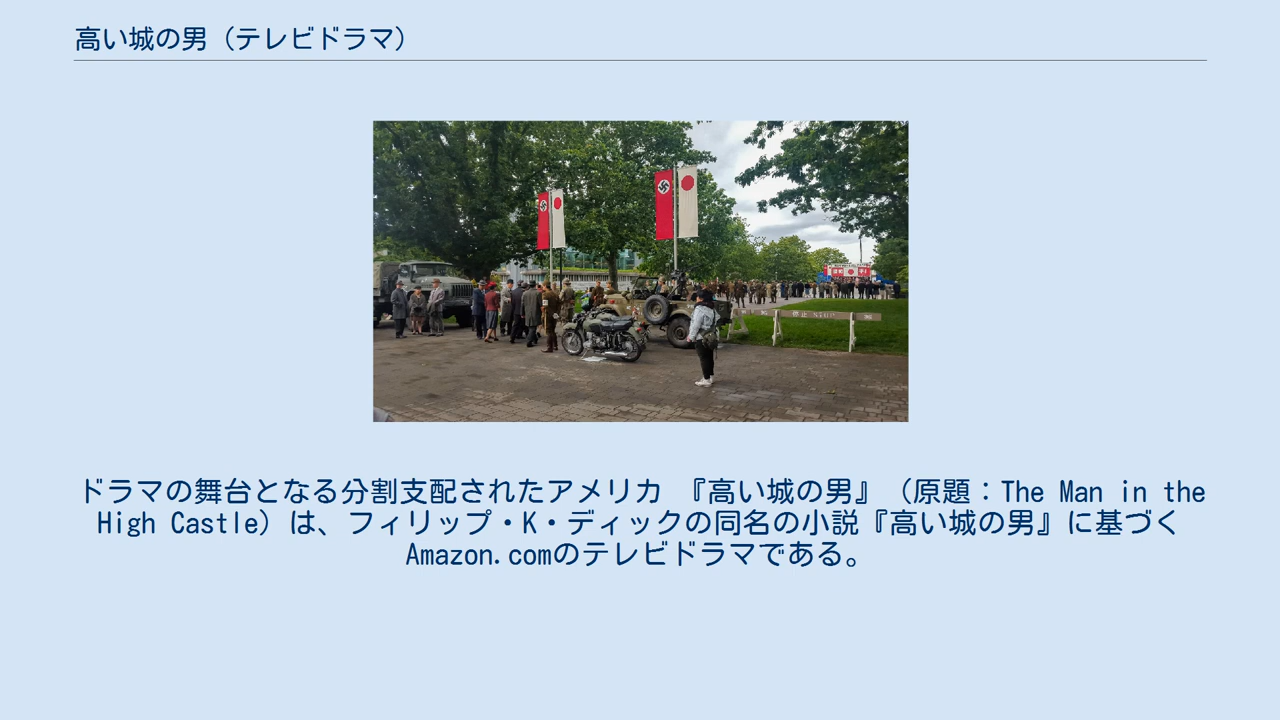 高い城の男（テレビドラマ）
停止 STOP
ドラマの舞台となる分割支配されたアメリカ 『高い城の男』（原題：The Man in the
High Castle）は、フィリップ・K・ディックの同名の小説『高い城の男』に基づく
Amazon.comのテレビドラマである。